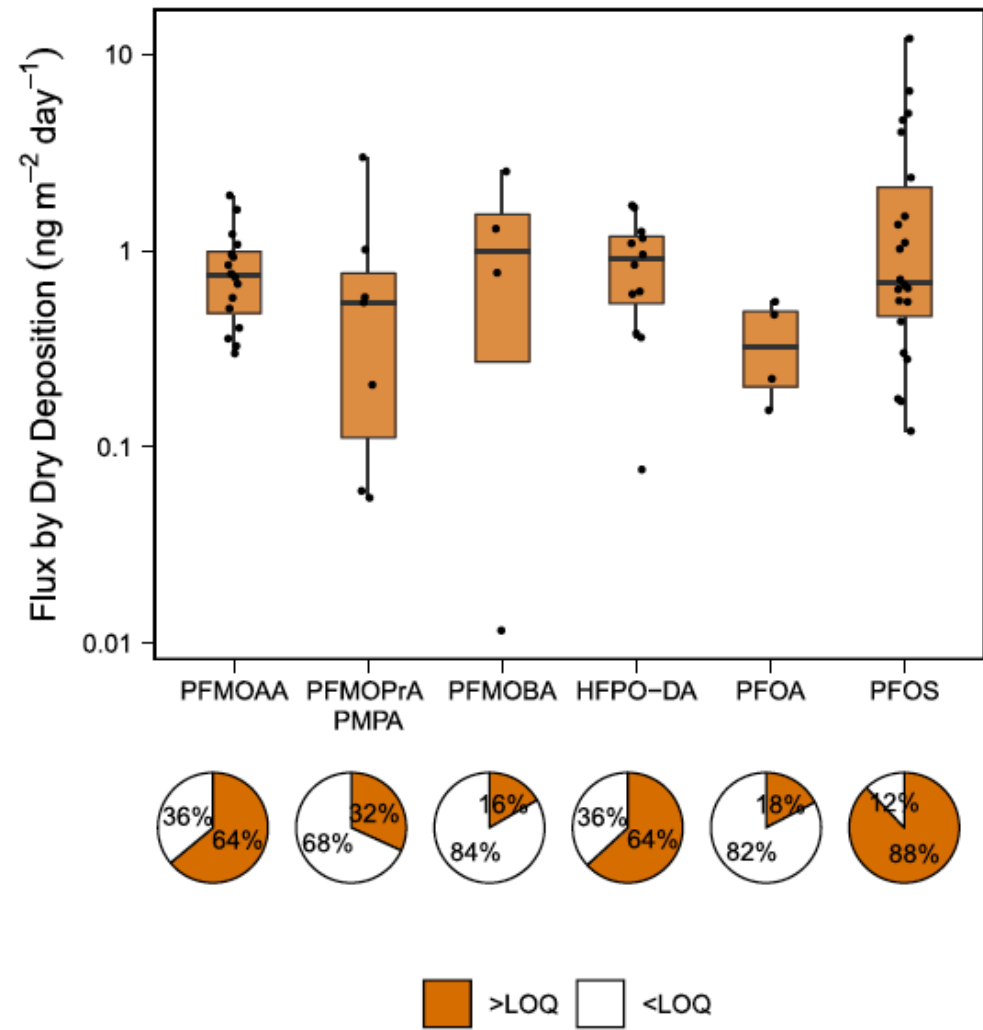 Flux by Dry Deposition (ng m⁻² day⁻¹)
10
1
0.1
0.01
PFMOAA PFMOPrA PFMOBA HFPO−DA PFOA PFOS
PMPA
36% 64% 32% 68% 16% 84% 36% 64% 18% 82% 12% 88%
>LOQ <LOQ